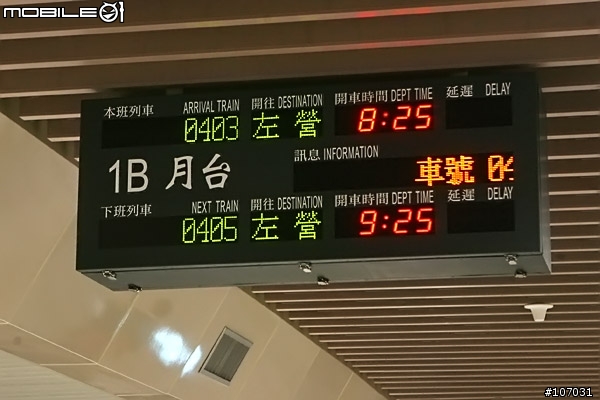 MOBILE01
本班列車 ARRIVAL TRAIN 開往 DESTINATION 開車時間 DEPT TIME 延遲 DELAY
0403 左營 8:25
1B 月台 訊息 INFORMATION
車號
下班列車 NEXT TRAIN 開往 DESTINATION 開車時間 DEPT TIME 延遲 DELAY
0405 左營 9:25
#107031